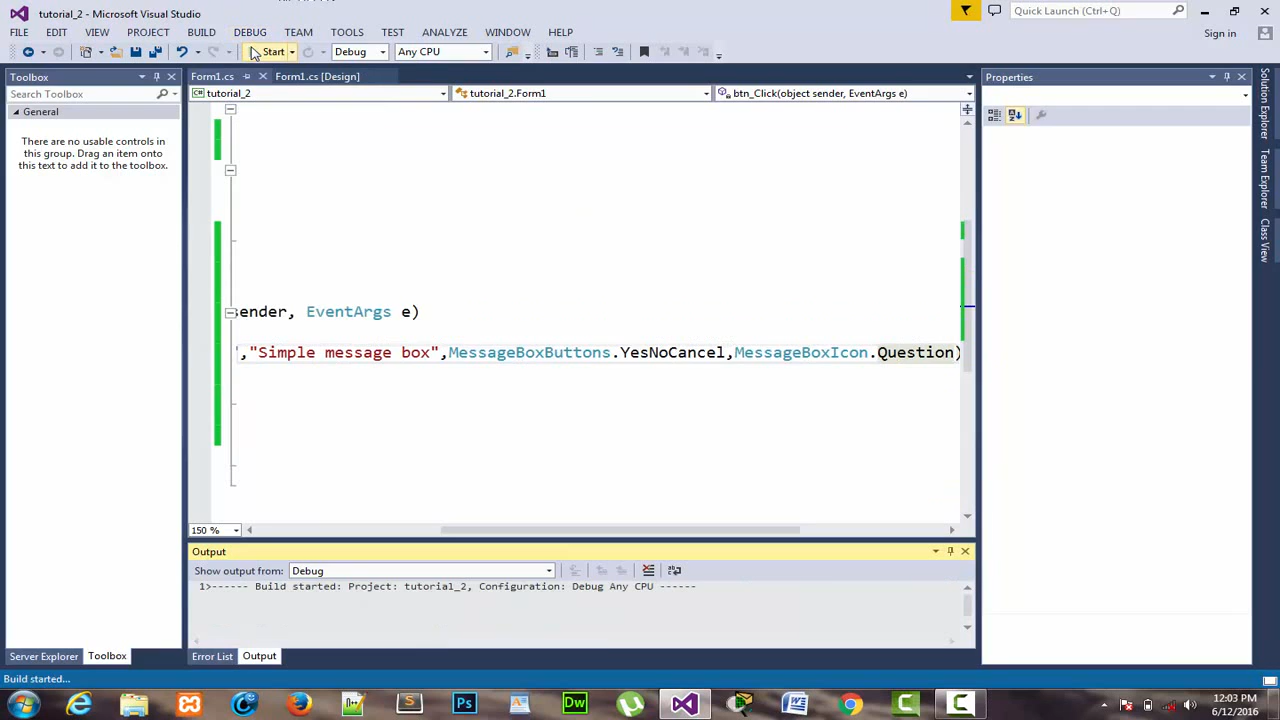 tutorial_2 - Microsoft Visual Studio
Quick Launch (Ctrl+Q)
FILE EDIT VIEW PROJECT BUILD DEBUG TEAM TOOLS TEST ANALYZE WINDOW HELP
Sign in
Start Debug Any CPU
Toolbox
Search Toolbox
General
There are no usable controls in
this group. Drag an item onto
this text to add it to the toolbox.
Server Explorer Toolbox
Form1.cs Form1.cs [Design]
tutorial_2 tutorial_2.Form1 btn_Click(object sender, EventArgs e)
sender, EventArgs e)
","Simple message box",MessageBoxButtons.YesNoCancel,MessageBoxIcon.Question)
150 %
Output
Show output from: Debug
1>------ Build started: Project: tutorial_2, Configuration: Debug Any CPU ------
Error List Output
Properties
Solution Explorer
Team Explorer
Class View
Build started...
Ps Dw W
12:03 PM
6/12/2016